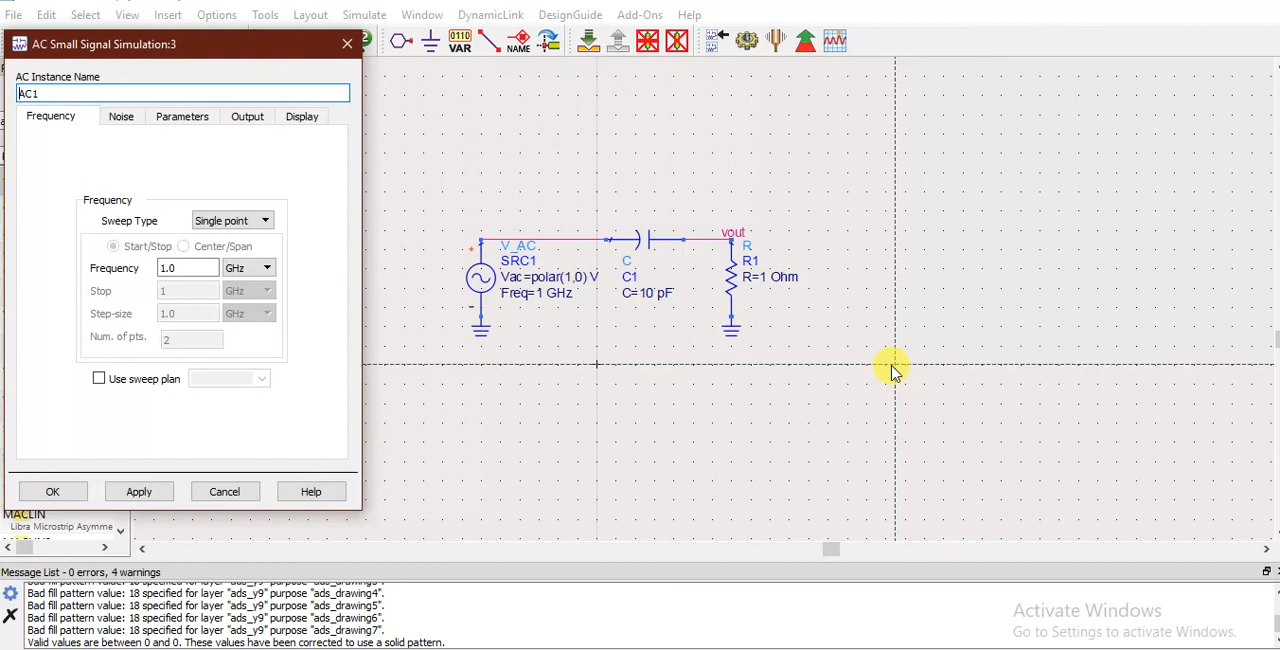 File Edit View Insert Options Tools Layout Simulate Window DynamicLink DesignGuide Add-Ons Help
AC Small Signal Simulation:3
0110
VAR
NAME
AC Instance Name
AC1
Frequency Noise Parameters Output Display
Frequency
Sweep Type Single point
Start/Stop Center/Span
Frequency 1.0 GHz
Stop 1 GHz
Step-size 1.0 GHz
Num. of pts. 2
Use sweep plan
OK Apply Cancel Help
vout
V_AC
SRC1
Vac=polar(1,0) V
Freq=1 GHz
C
C1
C=10 pF
R
R1
R=1 Ohm
MACLIN
Libra Microstrip Asymme
Message List - 0 errors, 4 warnings
Bad fill pattern value: 18 specified for layer "ads_y9" purpose "ads_drawing4".
Bad fill pattern value: 18 specified for layer "ads_y9" purpose "ads_drawing5".
Bad fill pattern value: 18 specified for layer "ads_y9" purpose "ads_drawing6".
Bad fill pattern value: 18 specified for layer "ads_y9" purpose "ads_drawing7".
Valid values are between 0 and 0. These values have been corrected to use a solid pattern.
Activate Windows
Go to Settings to activate Windows.